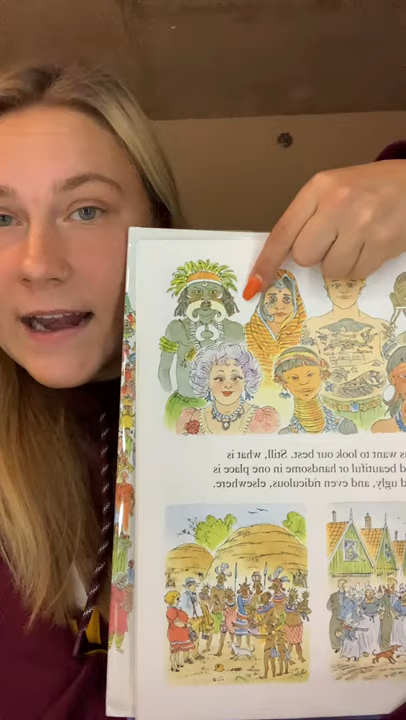 want to look our best. Still, what is
beautiful or handsome in one place is
ugly, and even ridiculous, elsewhere.